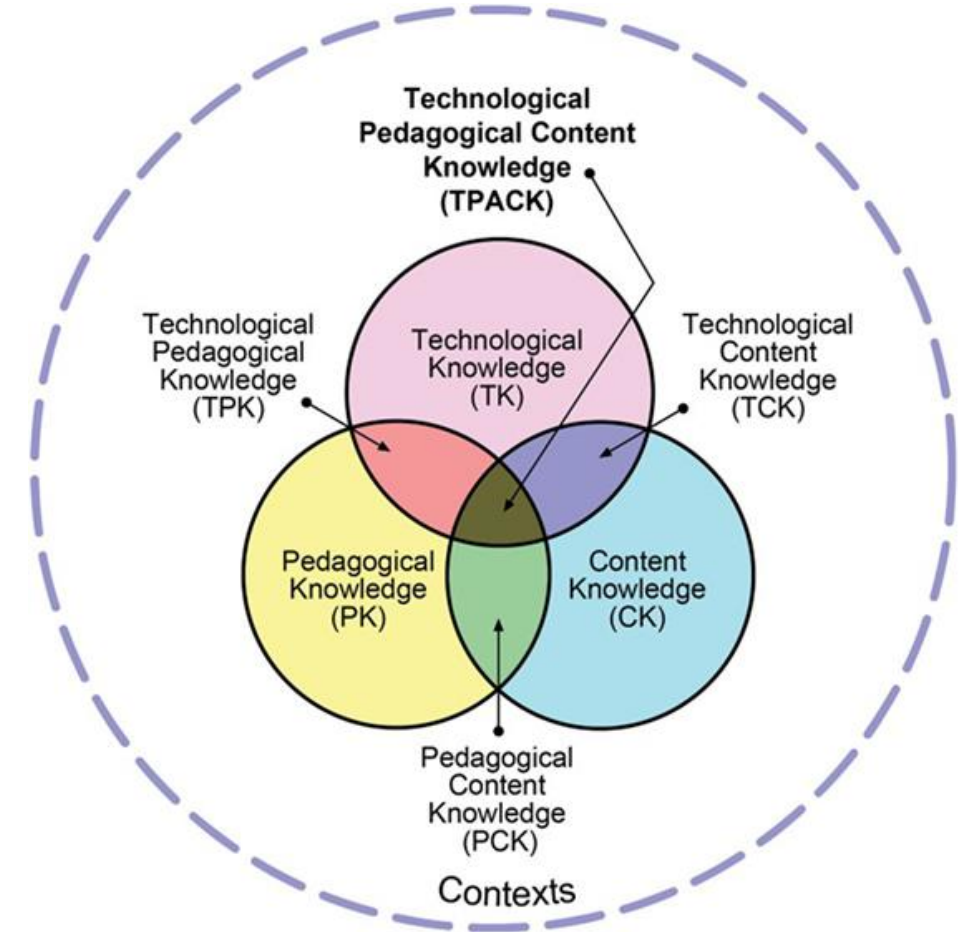 Technological
Pedagogical Content
Knowledge
(TPACK)
Technological
Pedagogical
Knowledge
(TPK)
Technological
Knowledge
(TK)
Technological
Content
Knowledge
(TCK)
Pedagogical
Knowledge
(PK)
Content
Knowledge
(CK)
Pedagogical
Content
Knowledge
(PCK)
Contexts